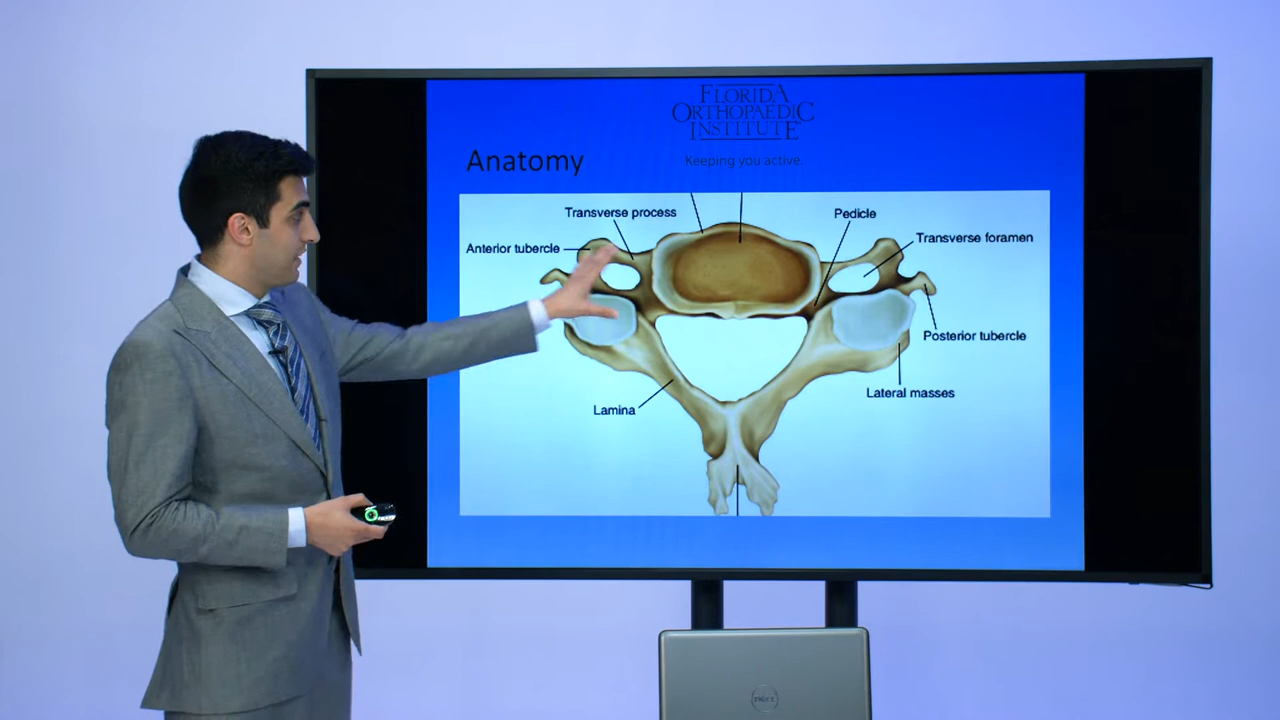 FLORIDA
ORTHOPAEDIC
INSTITUTE
Keeping you active.
Anatomy
Transverse process
Pedicle
Anterior tubercle
Transverse foramen
Posterior tubercle
Lateral masses
Lamina
DELL